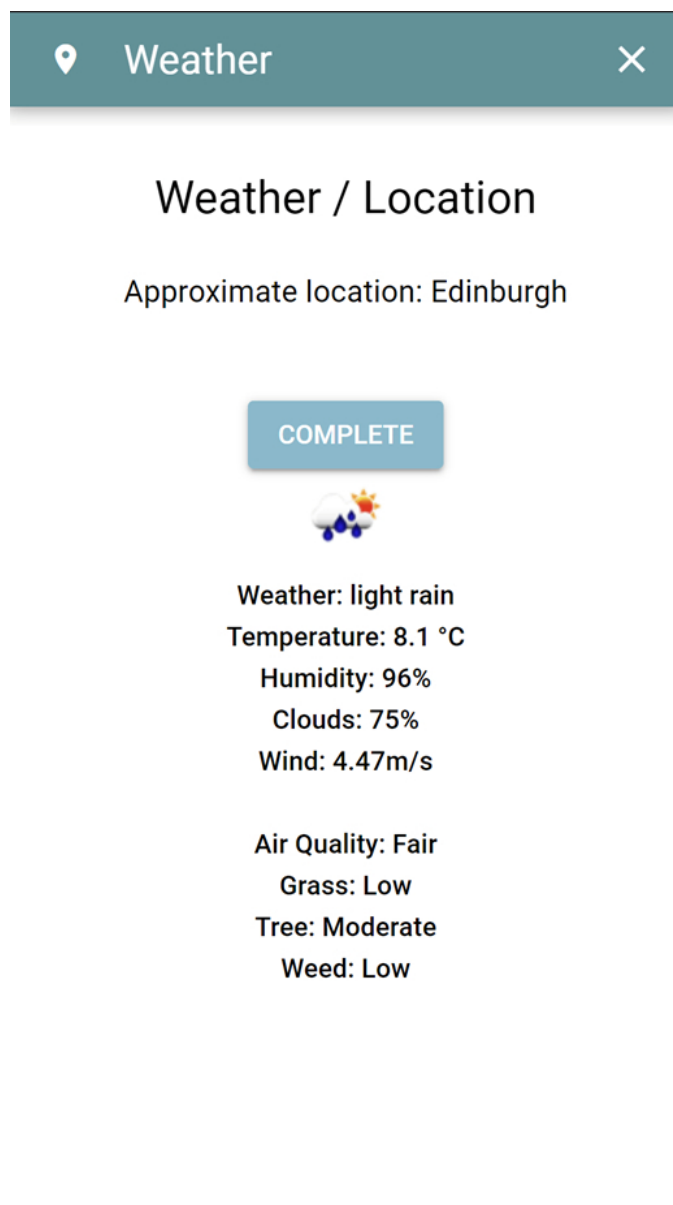 Weather
Weather / Location
Approximate location: Edinburgh
COMPLETE
Weather: light rain
Temperature: 8.1 °C
Humidity: 96%
Clouds: 75%
Wind: 4.47m/s
Air Quality: Fair
Grass: Low
Tree: Moderate
Weed: Low